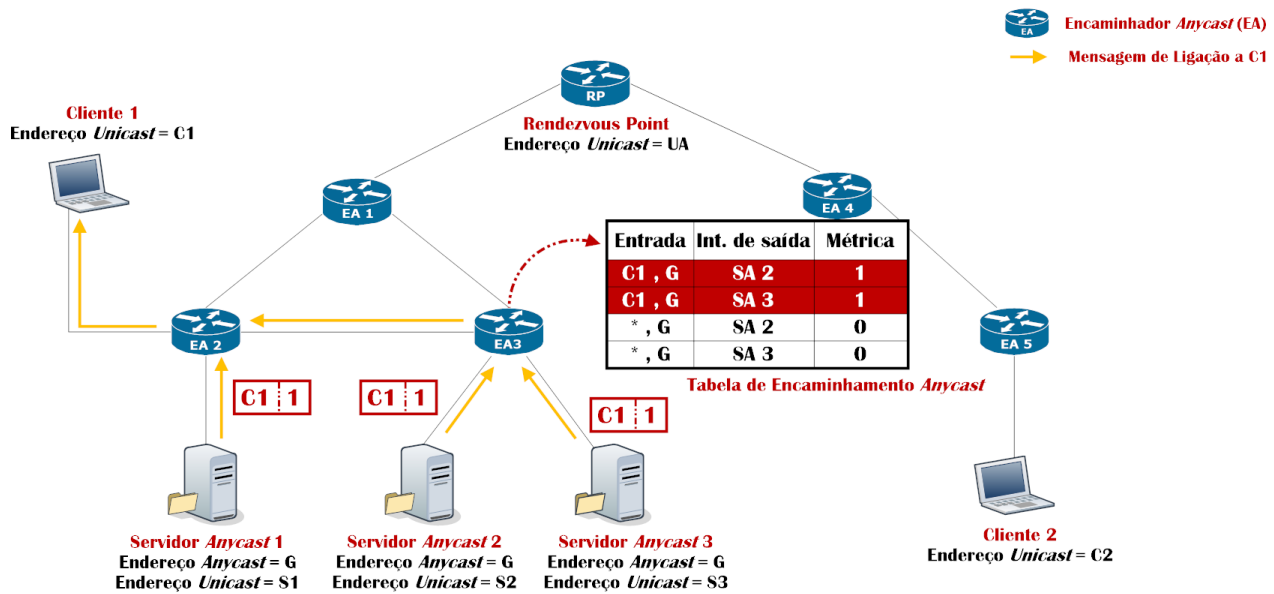 EA
Encaminhador Anycast (EA)
Mensagem de Ligação a C1
RP
Rendezvous Point
Endereço Unicast = UA
Cliente 1
Endereço Unicast = C1
EA 1
EA 4
Entrada Int. de saída Métrica
C1 , G SA 2 1
C1 , G SA 3 1
* , G SA 2 0
* , G SA 3 0
Tabela de Encaminhamento Anycast
EA 2
EA3
EA 5
C1 1
C1 1
C1 1
Servidor Anycast 1
Endereço Anycast = G
Endereço Unicast = S1
Servidor Anycast 2
Endereço Anycast = G
Endereço Unicast = S2
Servidor Anycast 3
Endereço Anycast = G
Endereço Unicast = S3
Cliente 2
Endereço Unicast = C2